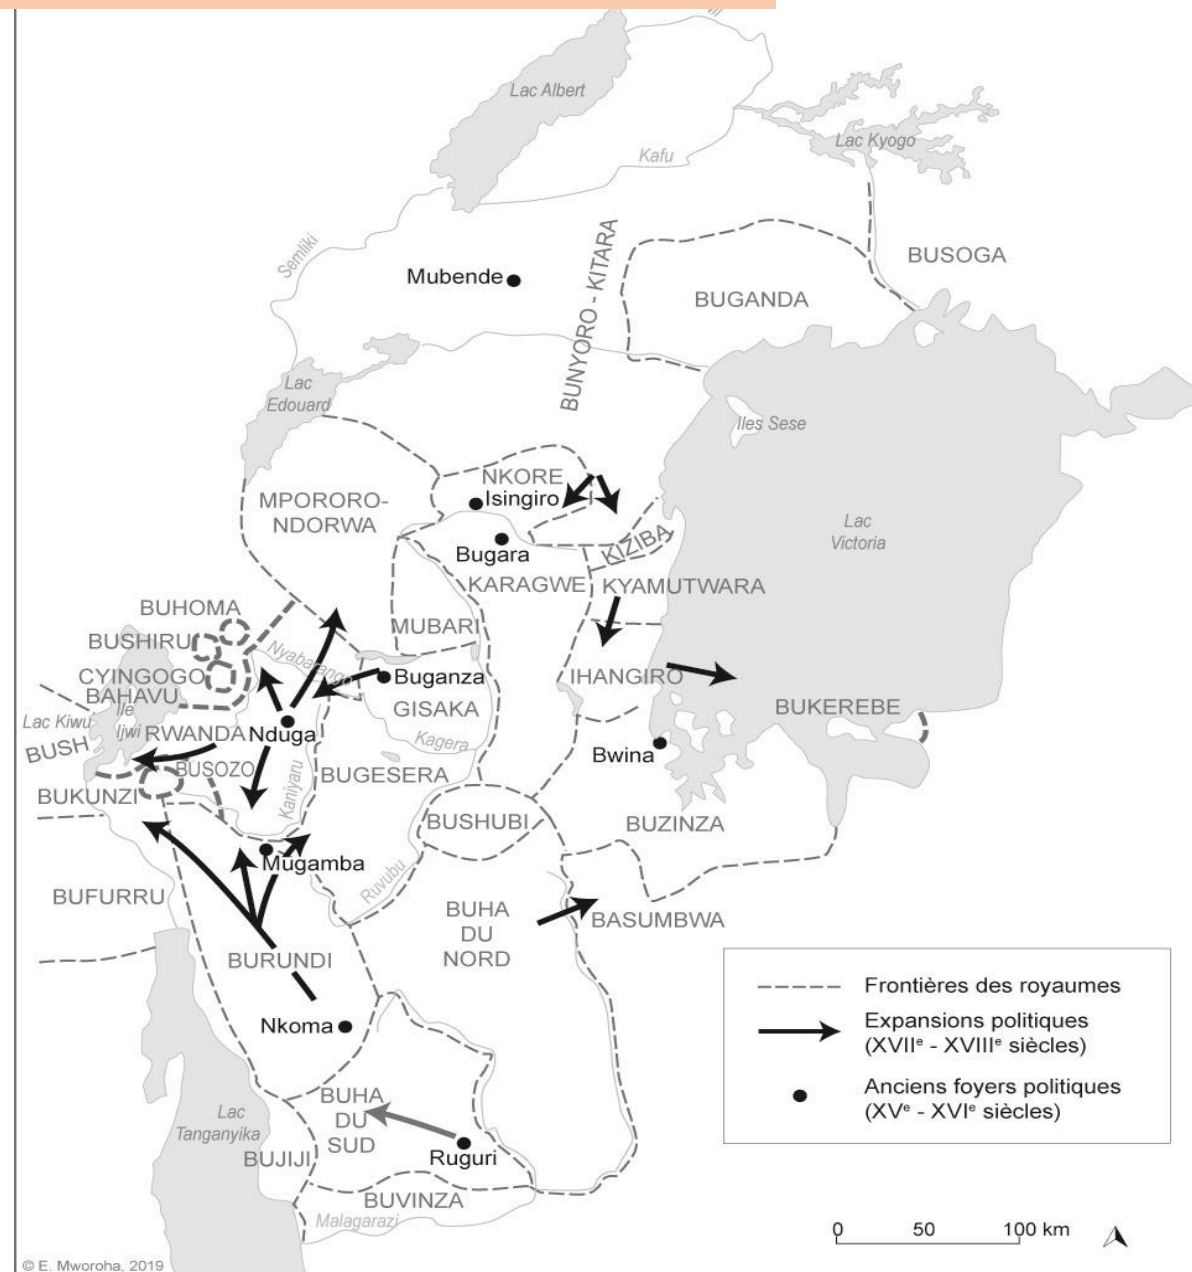 Lac Albert
Lac Kyogo
Kafu
Semliki
Mubende
BUNYORO - KITARA
BUSOGA
BUGANDA
Lac
Edouard
Iles Sese
NKORE
Isingiro
MPORORO-
NDORWA
Lac
Victoria
Bugara
KIZIBA
KARAGWE
KYAMUTWARA
BUHOMA
BUSHIRU
MUBARI
Nyabarango
CYINGOGO
BAHAVU
Buganza
IHANGIRO
GISAKA
BUKEREBE
Ile
Ijwi
Lac Kiwu
RWANDA
Nduga
Kagera
BUSH
Bwina
BUSOZO
BUGESERA
Kaniyaru
BUKUNZI
BUSHUBI
BUZINZA
Mugamba
Ruvubu
BUFURRU
BUHA
DU
NORD
BASUMBWA
BURUNDI
Nkoma
BUHA
DU
SUD
Lac
Tanganyika
Ruguri
BUJIJI
BUVINZA
Malagarazi
Frontières des royaumes
Expansions politiques
(XVIIe - XVIIIe siècles)
Anciens foyers politiques
(XVe - XVIe siècles)
0 50 100 km
© E. Mworoha, 2019